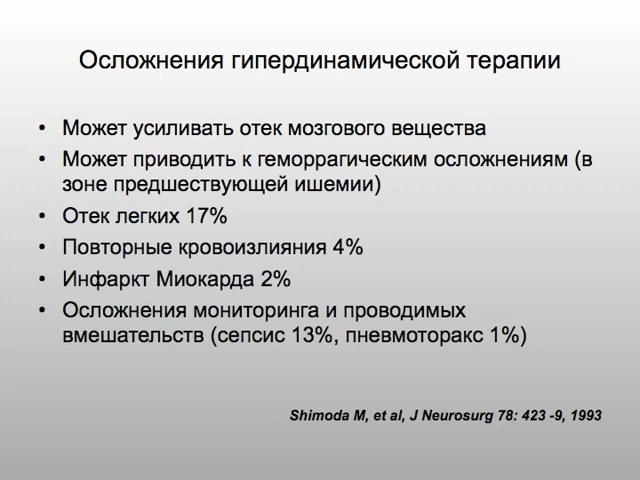 Осложнения гипердинамической терапии
• Может усиливать отек мозгового вещества
• Может приводить к геморрагическим осложнениям (в
зоне предшествующей ишемии)
• Отек легких 17%
• Повторные кровоизлияния 4%
• Инфаркт Миокарда 2%
• Осложнения мониторинга и проводимых
вмешательств (сепсис 13%, пневмоторакс 1%)
Shimoda M, et al, J Neurosurg 78: 423 -9, 1993